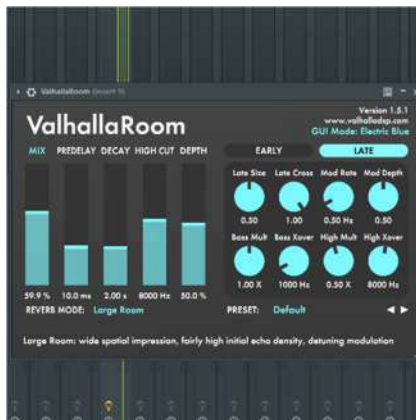 ValhallaRoom (Insert 9)
Version 1.5.1
www.valhalladsp.com
GUI Mode: Electric Blue
ValhallaRoom
MIX PREDELAY DECAY HIGH CUT DEPTH
EARLY LATE
Late Size Late Cross Mod Rate Mod Depth
0.50 1.00 0.50 Hz 0.50
Bass Mult Bass Xover High Mult High Xover
1.00 X 1000 Hz 0.50 X 8000 Hz
59.9 % 10.0 ms 2.00 s 8000 Hz 50.0 %
REVERB MODE: Large Room
PRESET: Default
Large Room: wide spatial impression, fairly high initial echo density, detuning modulation